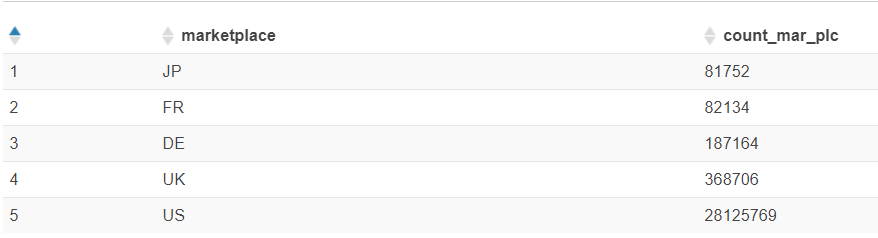 marketplace count_mar_plc
1 JP 81752
2 FR 82134
3 DE 187164
4 UK 368706
5 US 28125769